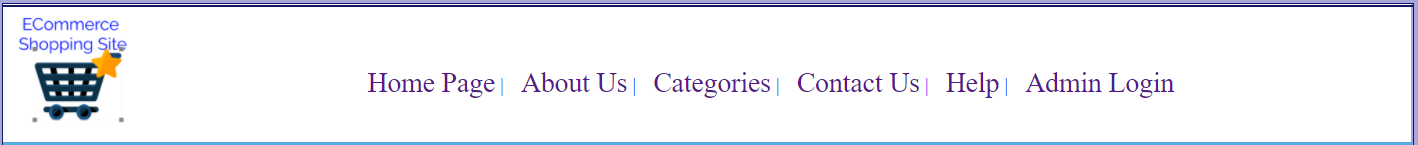 ECommerce
Shopping Site
Home Page | About Us | Categories | Contact Us | Help | Admin Login